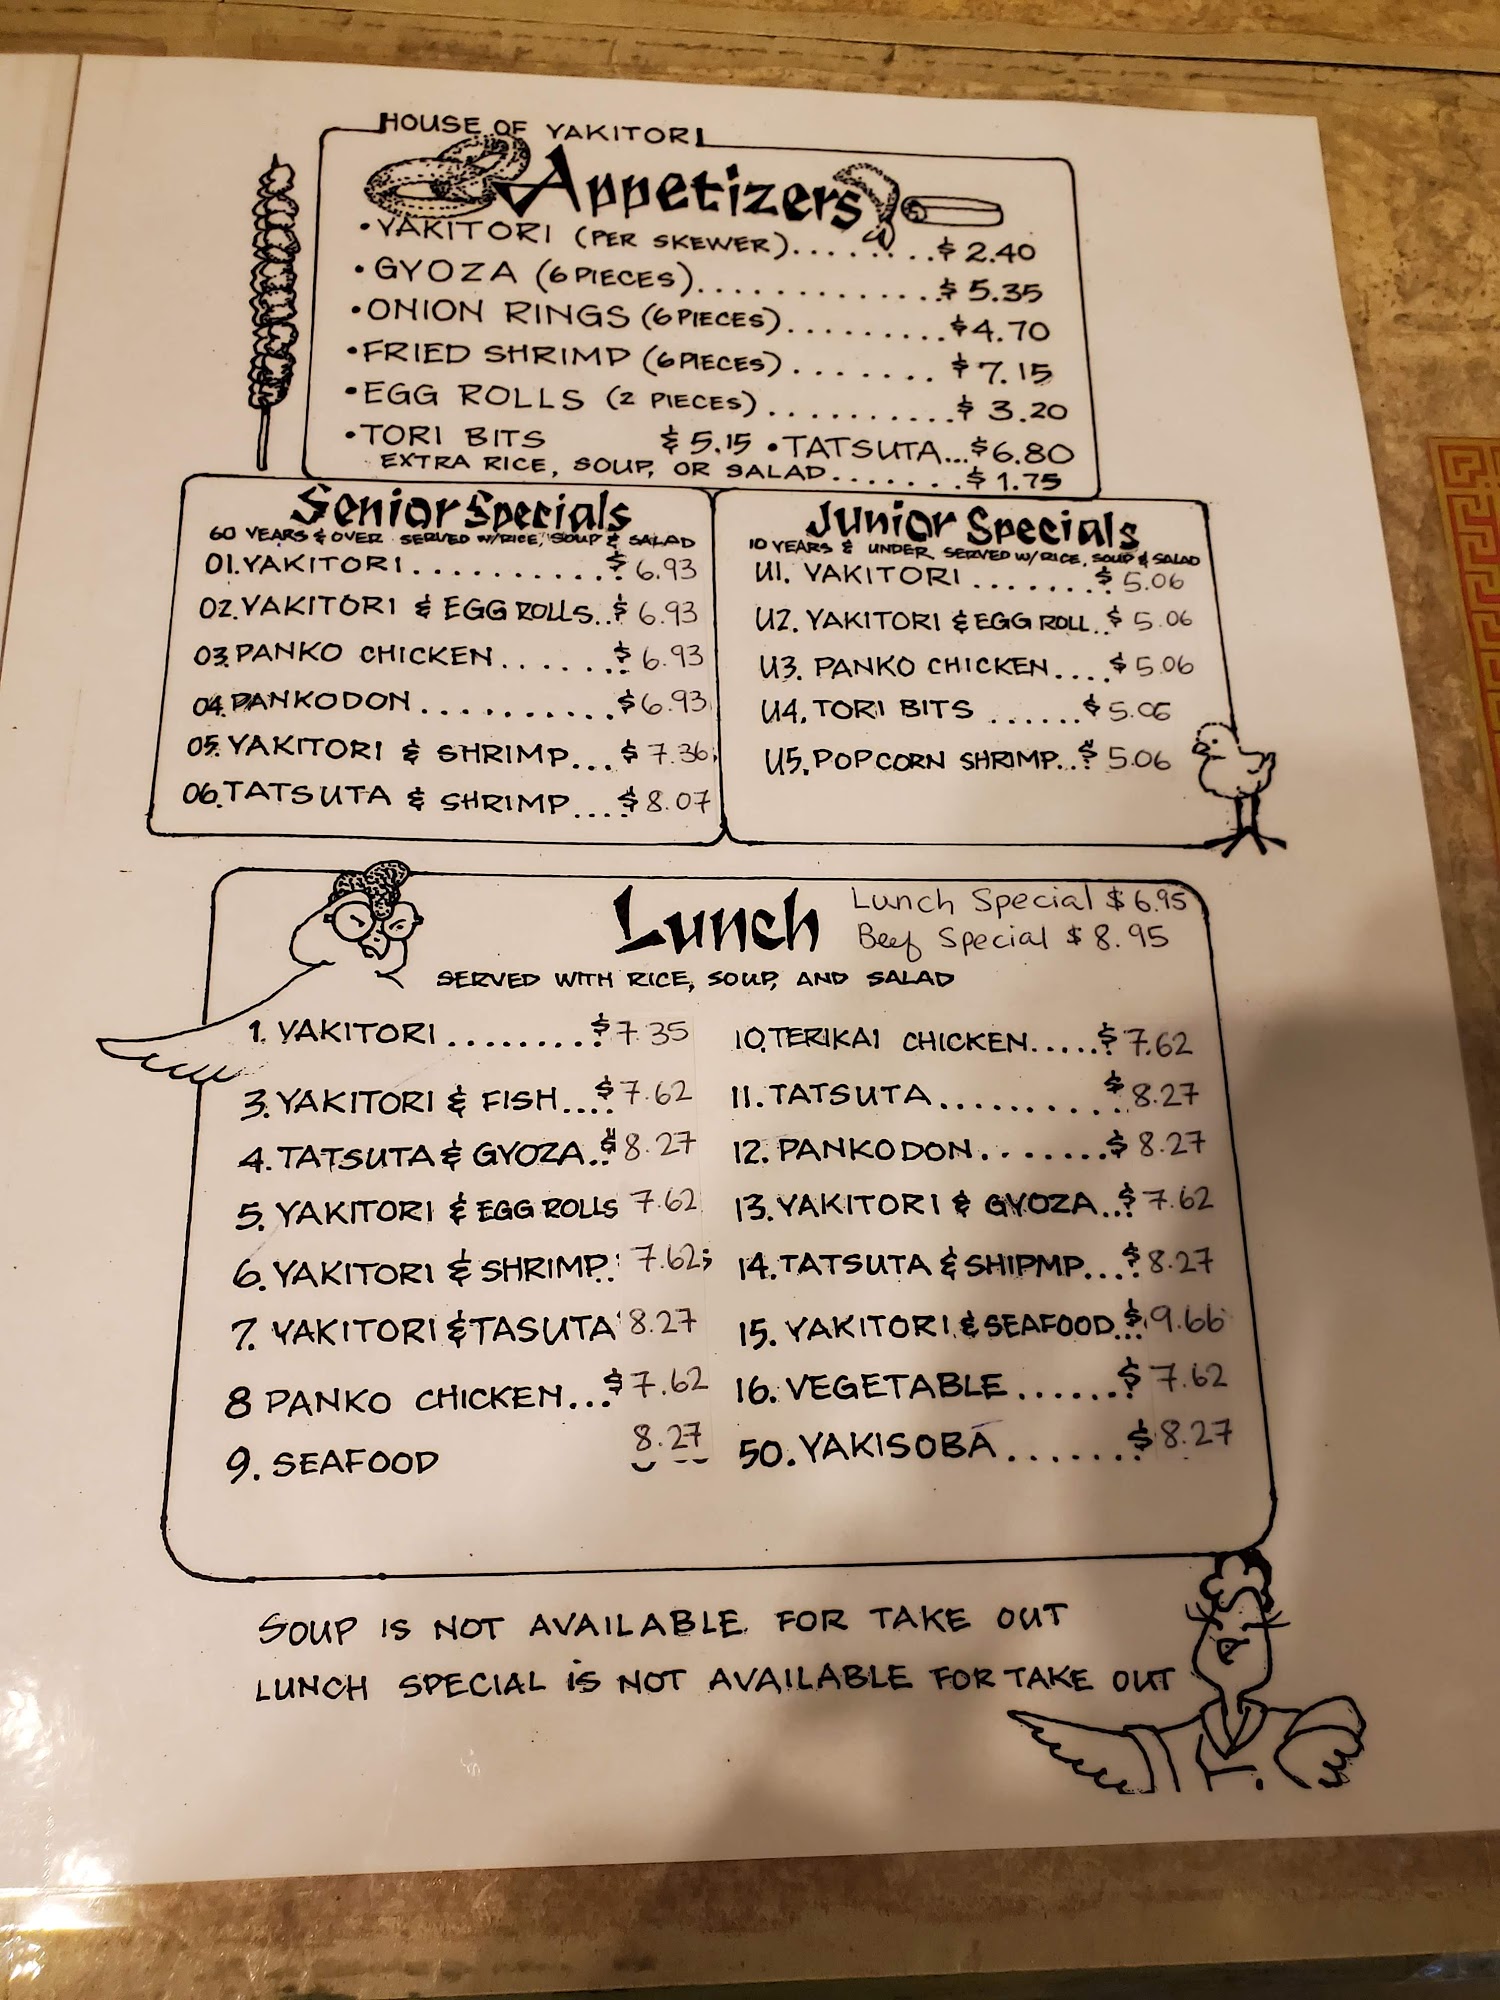 HOUSE OF YAKITORI
Appetizers
•YAKITORI (PER SKEWER)........$ 2.40
•GYOZA (6 PIECES).............$ 5.35
•ONION RINGS (6 PIECES).........$4.70
•FRIED SHRIMP (6 PIECES).......$ 7.15
•EGG ROLLS (2 PIECES)..........$ 3.20
•TORI BITS $ 5.15 •TATSUTA...$6.80
EXTRA RICE, SOUP, OR SALAD.......$ 1.75
Senior Specials
60 YEARS & OVER SERVED W/RICE, SOUP & SALAD
01.YAKITORI..........$ 6.93
02.YAKITORI & EGG ROLLS..$ 6.93
03.PANKO CHICKEN......$ 6.93
04.PANKODON..........$6.93
05.YAKITORI & SHRIMP...$ 7.36
06.TATSUTA & SHRIMP....$8.07
Junior Specials
10 YEARS & UNDER SERVED W/RICE, SOUP & SALAD
U1. YAKITORI.......$ 5.06
U2. YAKITORI & EGG ROLL..$ 5.06
U3. PANKO CHICKEN....$5.06
U4. TORI BITS ......$5.06
U5. POPCORN SHRIMP..$ 5.06
Lunch
Lunch Special $6.95
Beef Special $8.95
SERVED WITH RICE, SOUP, AND SALAD
1. YAKITORI.........$7.35
3. YAKITORI & FISH...$7.62
4. TATSUTA & GYOZA..$8.27
5. YAKITORI & EGG ROLLS 7.62
6. YAKITORI & SHRIMP. 7.62
7. YAKITORI & TASUTA 8.27
8 PANKO CHICKEN...$7.62
9. SEAFOOD 8.27
10. TERIKAI CHICKEN.....$7.62
11. TATSUTA..........$8.27
12. PANKODON.......$8.27
13. YAKITORI & GYOZA..$7.62
14. TATSUTA & SHIPMP...$8.27
15. YAKITORI & SEAFOOD..$9.66
16. VEGETABLE......$7.62
50. YAKISOBA.......$8.27
SOUP IS NOT AVAILABLE FOR TAKE OUT
LUNCH SPECIAL IS NOT AVAILABLE FOR TAKE OUT